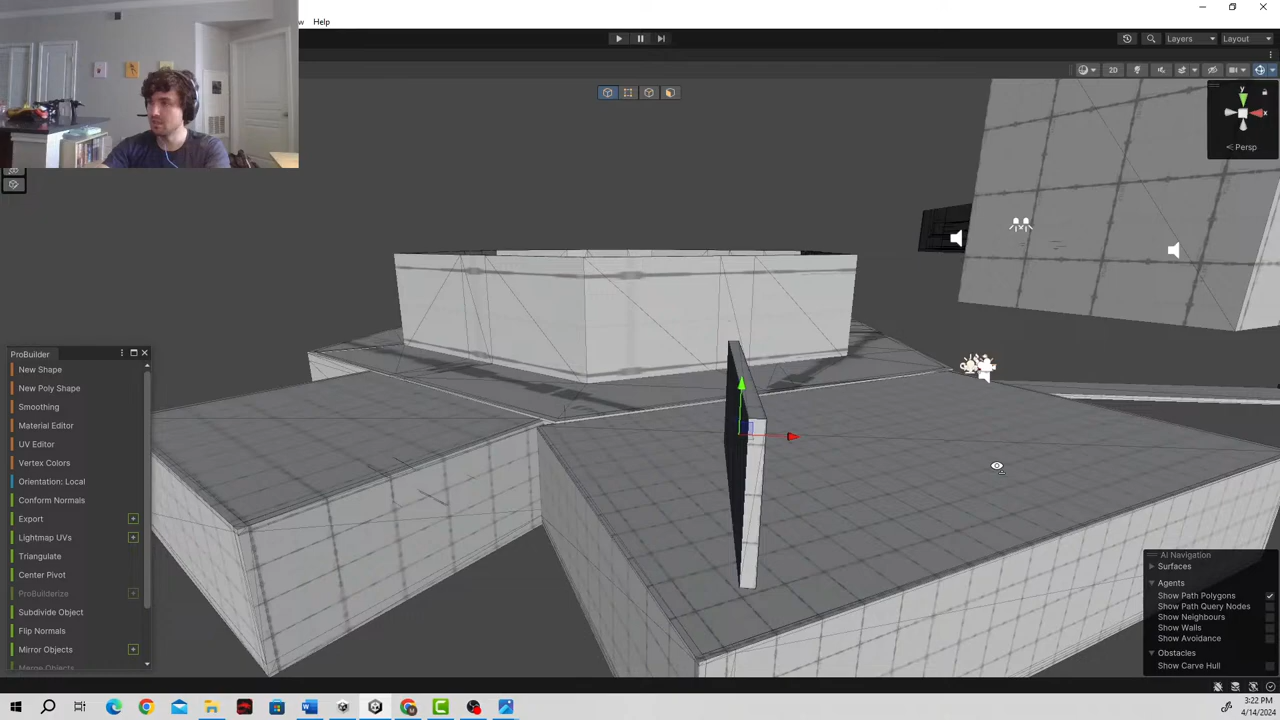 Help
Layers
Layout
2D
y
x
Persp
ProBuilder
New Shape
New Poly Shape
Smoothing
Material Editor
UV Editor
Vertex Colors
Orientation: Local
Conform Normals
Export
Lightmap UVs
Triangulate
Center Pivot
ProBuilderize
Subdivide Object
Flip Normals
Mirror Objects
Merge Objects
AI Navigation
Surfaces
Agents
Show Path Polygons
Show Path Query Nodes
Show Neighbours
Show Walls
Show Avoidance
Obstacles
Show Carve Hull
3:22 PM
4/14/2024